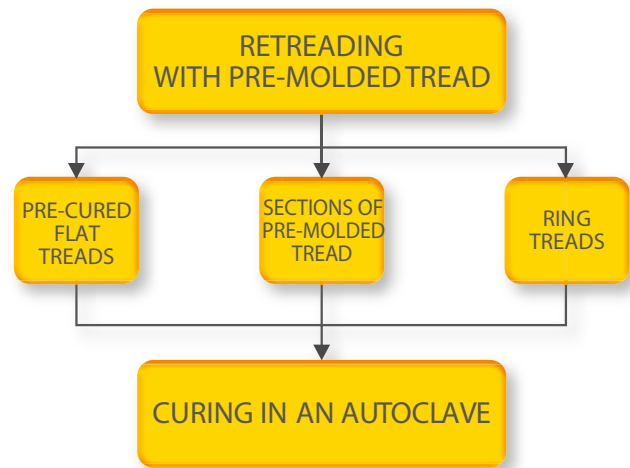 RETREADING
WITH PRE-MOLDED TREAD
PRE-CURED
FLAT
TREADS
SECTIONS OF
PRE-MOLDED
TREAD
RING
TREADS
CURING IN AN AUTOCLAVE